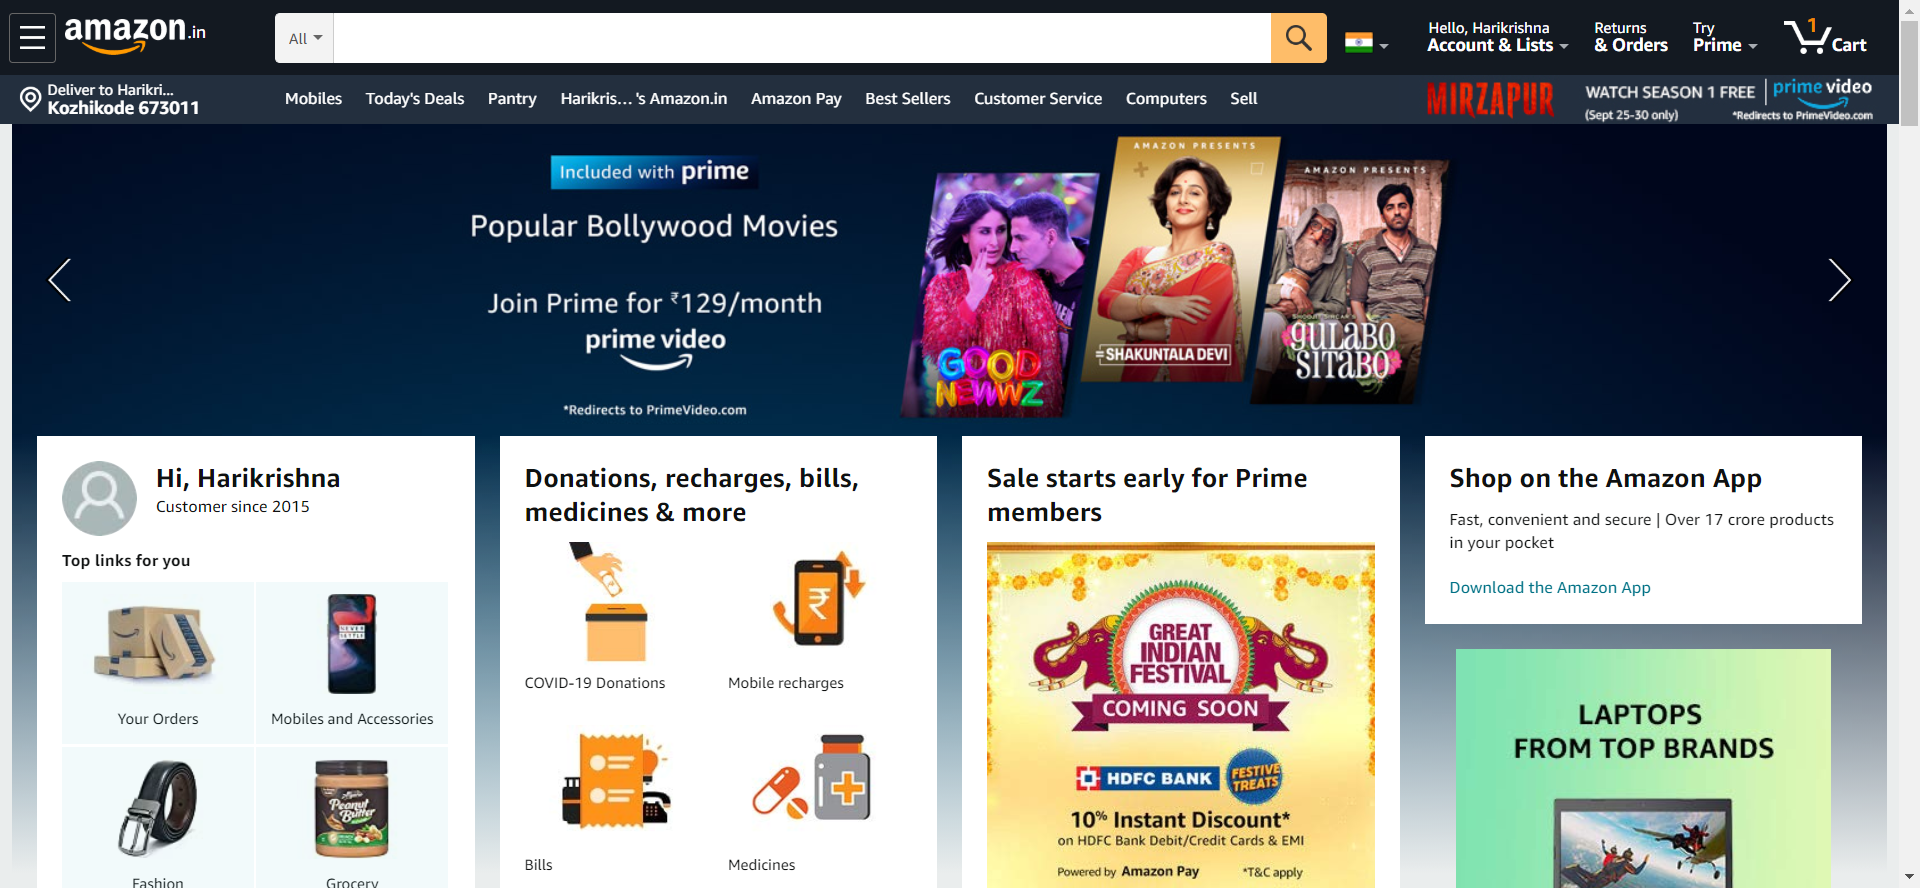 amazon.in
All
Hello, Harikrishna
Account & Lists
Returns
& Orders
Try
Prime
1
Cart
Deliver to Harikri...
Kozhikode 673011
Mobiles
Today's Deals
Pantry
Harikris... 's Amazon.in
Amazon Pay
Best Sellers
Customer Service
Computers
Sell
MIRZAPUR
WATCH SEASON 1 FREE
(Sept 25-30 only)
prime video
*Redirects to PrimeVideo.com
Included with prime
Popular Bollywood Movies
Join Prime for ₹129/month
prime video
*Redirects to PrimeVideo.com
GOOD
NEWWZ
AMAZON PRESENTS
SHAKUNTALA DEVI
AMAZON PRESENTS
SHOOJIT SIRCAR'S
GULABO
SITABO
Hi, Harikrishna
Customer since 2015
Top links for you
NEVER
SETTLE
Your Orders
Mobiles and Accessories
Peanut
Butter
Fashion
Grocery
Donations, recharges, bills,
medicines & more
COVID-19 Donations
Mobile recharges
₹
Bills
Medicines
Sale starts early for Prime
members
GREAT
INDIAN
FESTIVAL
COMING SOON
HDFC BANK
FESTIVE
TREATS
10% Instant Discount*
on HDFC Bank Debit/Credit Cards & EMI
Powered by Amazon Pay
*T&C apply
Shop on the Amazon App
Fast, convenient and secure | Over 17 crore products
in your pocket
Download the Amazon App
LAPTOPS
FROM TOP BRANDS